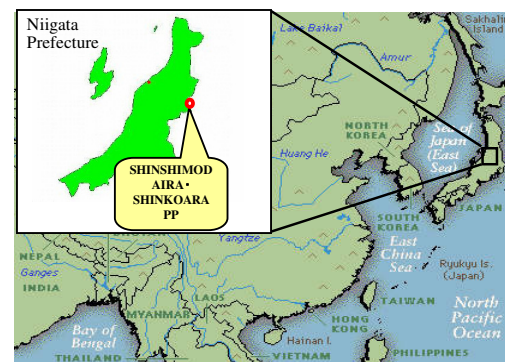 Niigata
Prefecture
SHINSHIMOD
AIRA・
SHINKOARA
PP
Lake Baikal
Sakhalin
Island
Amur
NORTH
KOREA
Sea of
Japan
(East
Sea)
Huang He
SOUTH
KOREA
JAPAN
East
China
Sea
Yangtze
Ryukyu Is.
(Japan)
NEPAL
Ganges
INDIA
MYANMAR
LAOS
TAIWAN
HONG
KONG
North
Pacific
Ocean
Bay of
Bengal
Hainan I.
THAILAND
VIETNAM
PHILIPPINES